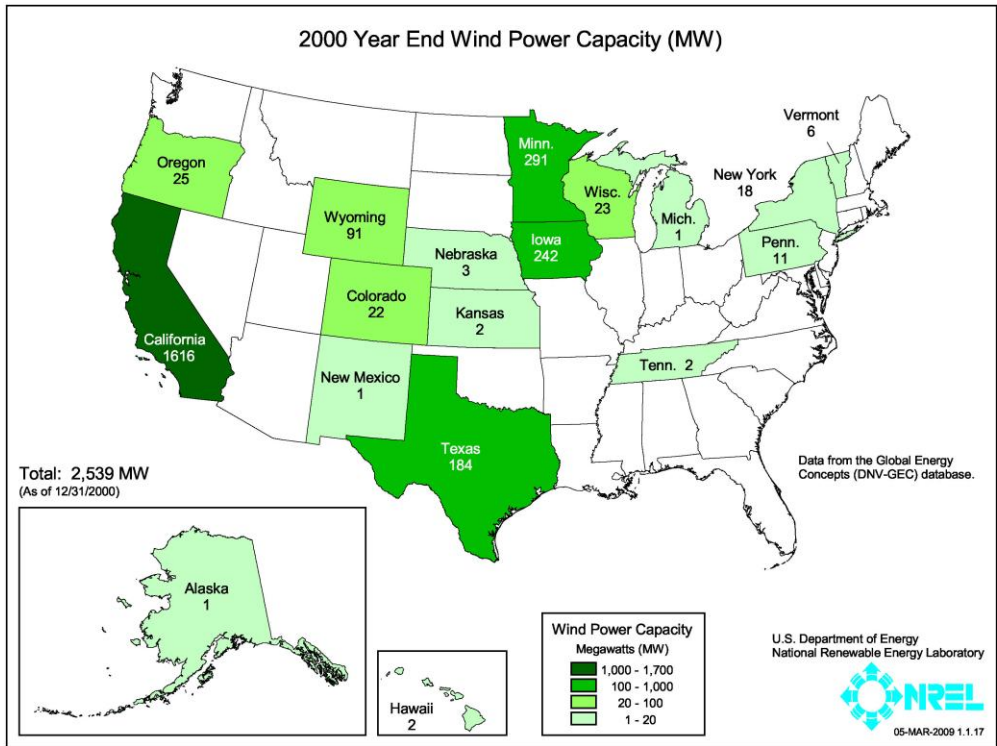 2000 Year End Wind Power Capacity (MW)
Vermont
6
Minn.
291
Oregon
25
New York
18
Wisc.
23
Wyoming
91
Mich.
1
Iowa
242
Penn.
11
Nebraska
3
Colorado
22
Kansas
2
California
1616
Tenn. 2
New Mexico
1
Texas
184
Data from the Global Energy
Concepts (DNV-GEC) database.
Total: 2,539 MW
(As of 12/31/2000)
Alaska
1
Hawaii
2
Wind Power Capacity
Megawatts (MW)
1,000 - 1,700
100 - 1,000
20 - 100
1 - 20
U.S. Department of Energy
National Renewable Energy Laboratory
NREL
05-MAR-2009 1.1.17